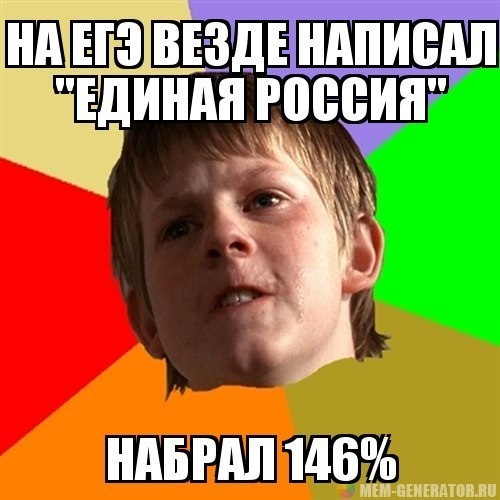 НА ЕГЭ ВЕЗДЕ НАПИСАЛ
"ЕДИНАЯ РОССИЯ"
НАБРАЛ 146%
MEM-GENERATOR.RU